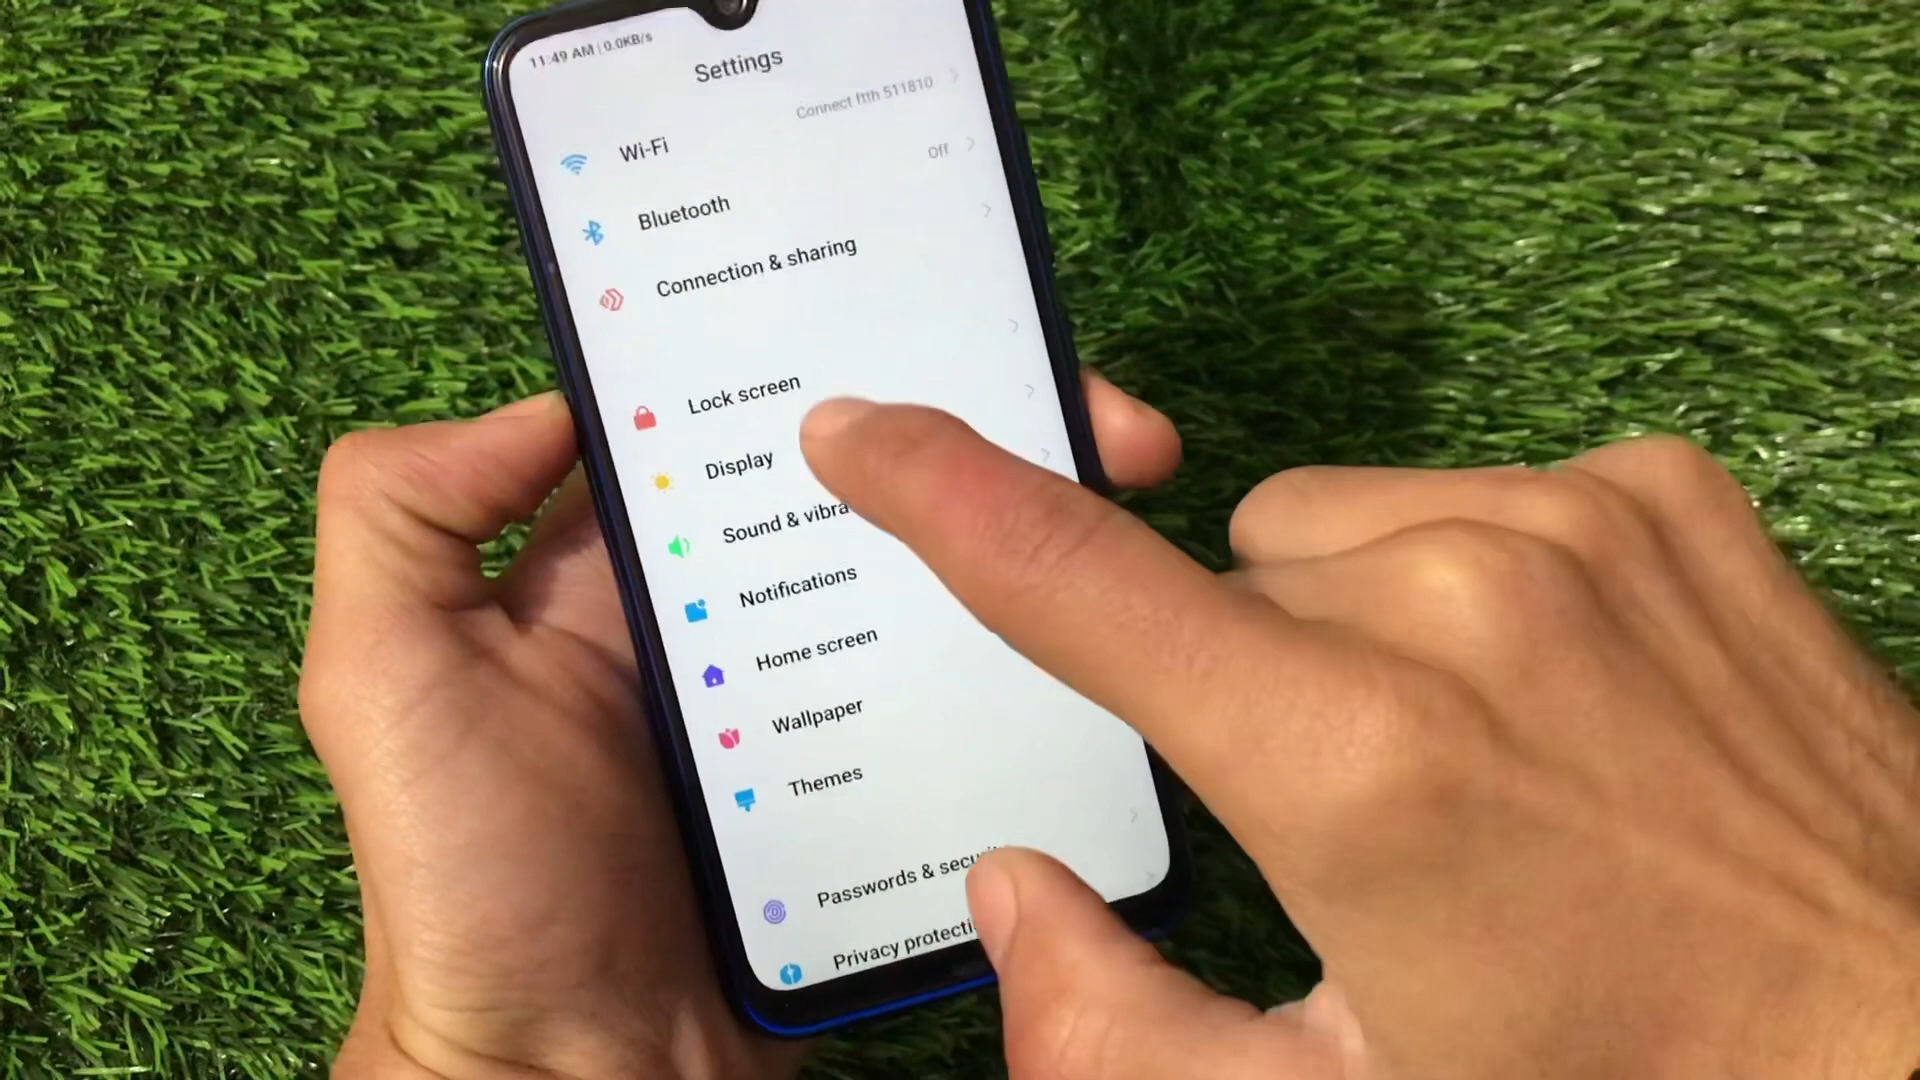 11:49 AM | 0.0KB/s
Settings
Wi-Fi
Connect ftth 511810
Bluetooth
Off
Connection & sharing
Lock screen
Display
Sound & vibra
Notifications
Home screen
Wallpaper
Themes
Passwords & securit
Privacy protecti